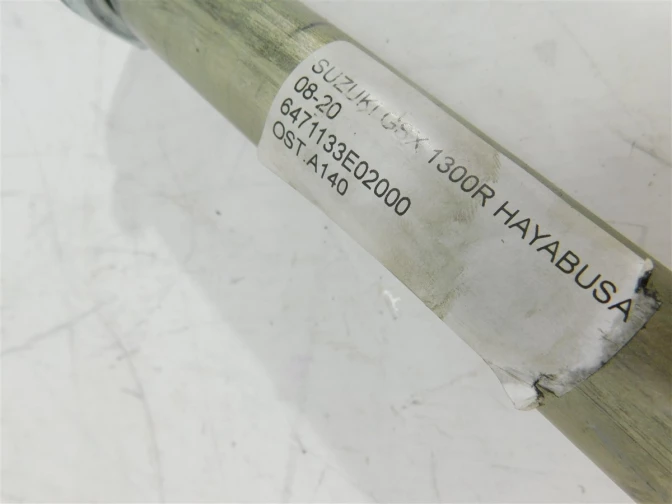 SUZUKI GSX 1300R HAYABUSA
08-20
6471133E02000
OST.A140